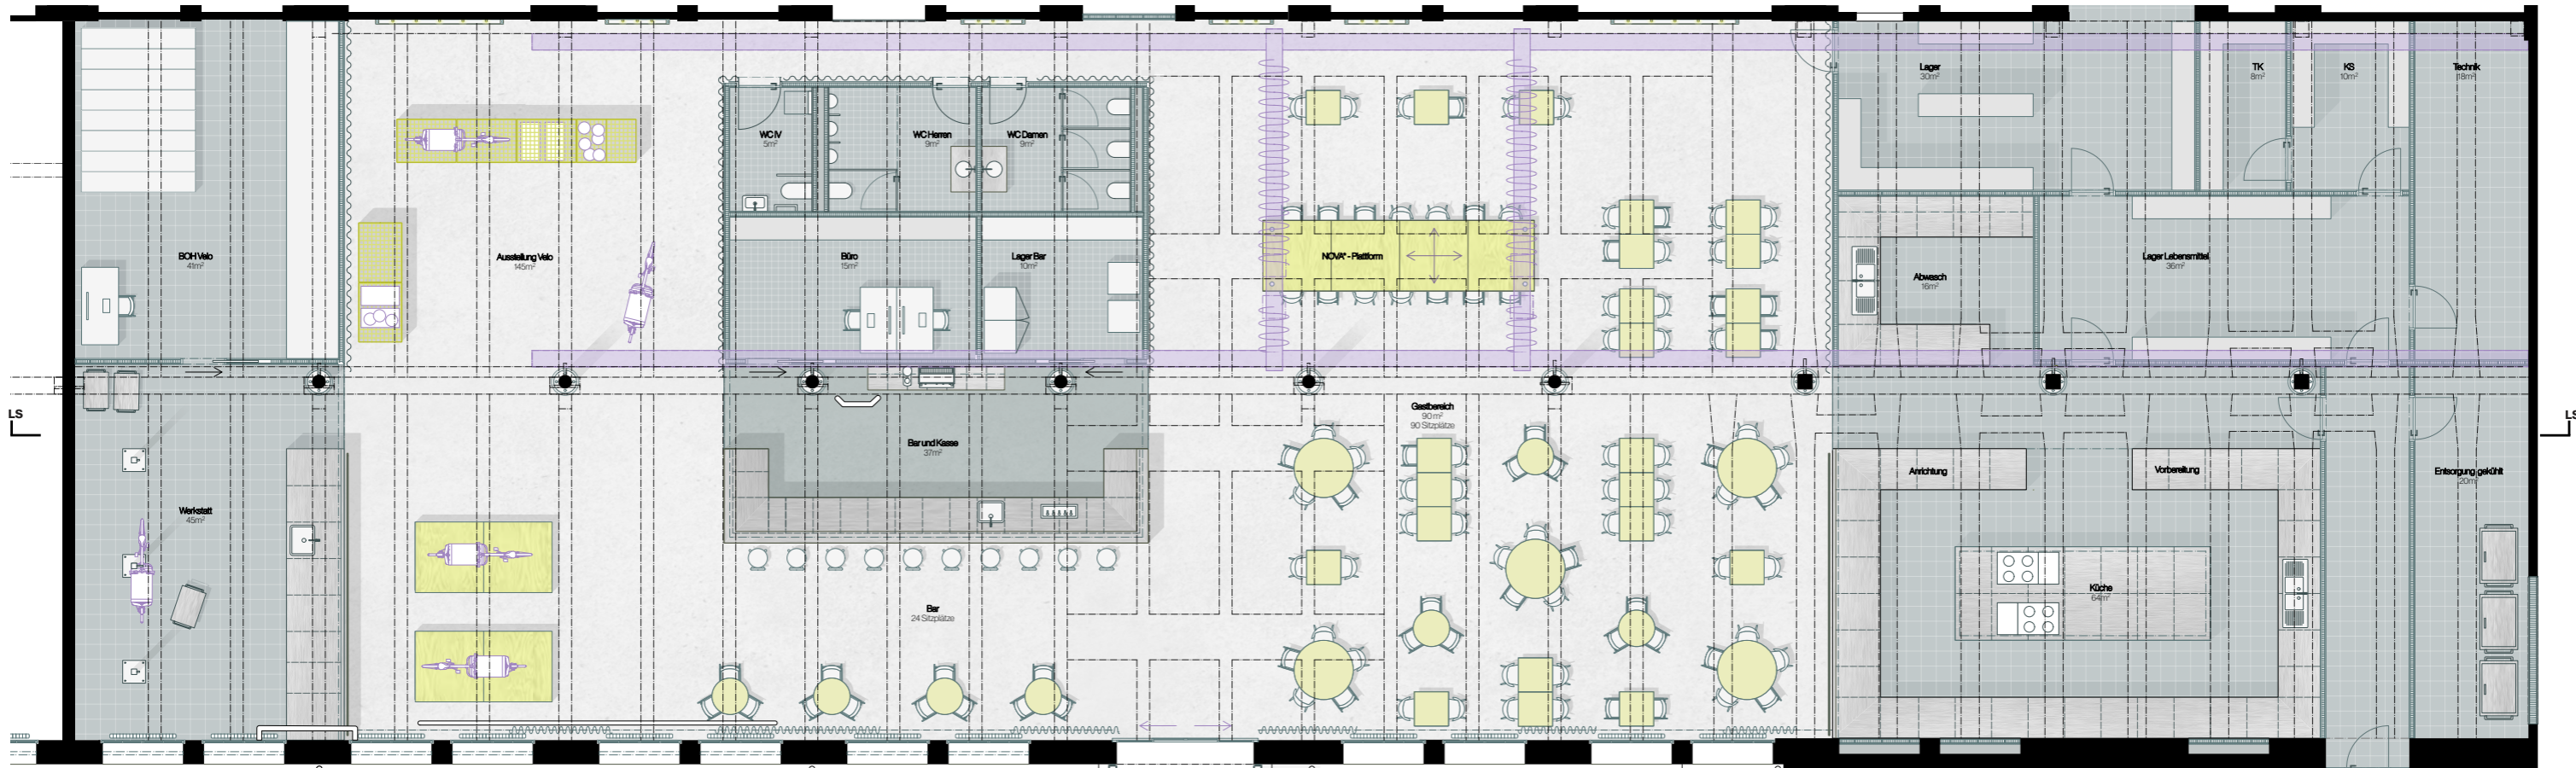 Lager
30m²
TK
8m²
KS
10m²
Technik
18m²
WC IV
5m²
WC Herren
9m²
WC Damen
9m²
BOH Velo
41m²
Ausstellung Velo
145m²
Büro
15m²
Lager Bar
10m²
NOVA* - Plattform
Abwasch
16m²
Lager Lebensmittel
36m²
LS
LS
Gastbereich
90 m²
90 Sitzplätze
Bar und Kasse
37m²
Anrichtung
Vorbereitung
Entsorgung gekühlt
20m²
Werkstatt
45m²
Küche
64m²
Bar
24 Sitzplätze